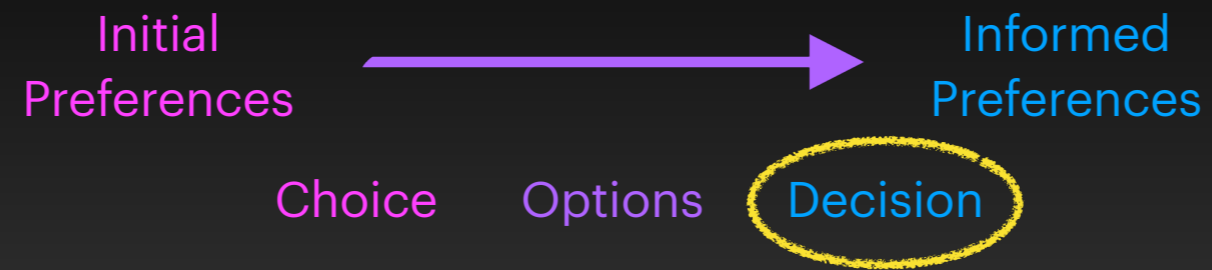 Initial
Preferences
Informed
Preferences
Choice Options Decision